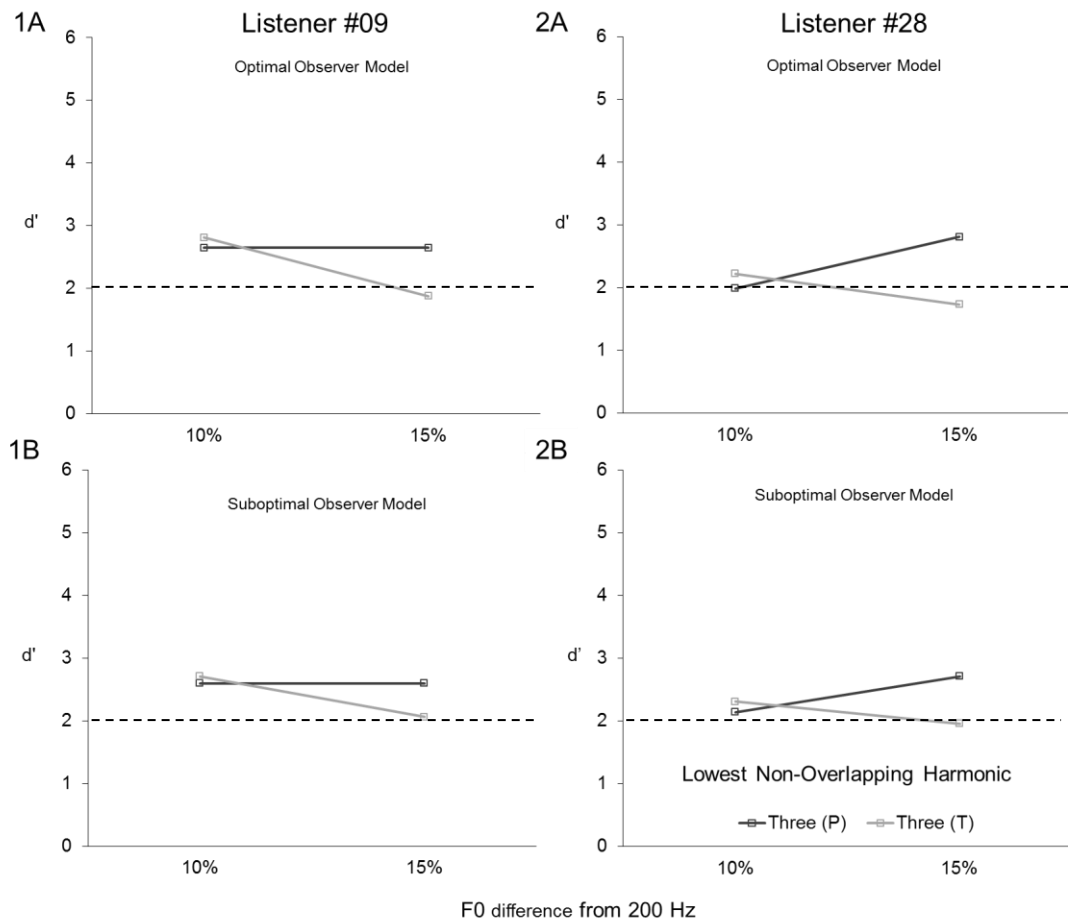 1A
Listener #09
Optimal Observer Model
6
5
4
3
d'
2
1
0
10%
15%
2A
Listener #28
Optimal Observer Model
6
5
4
3
d'
2
1
0
10%
15%
1B
Suboptimal Observer Model
6
5
4
3
d'
2
1
0
10%
15%
2B
Suboptimal Observer Model
6
5
4
3
d’
2
1
0
Lowest Non-Overlapping Harmonic
Three (P) Three (T)
10%
15%
F0 difference from 200 Hz